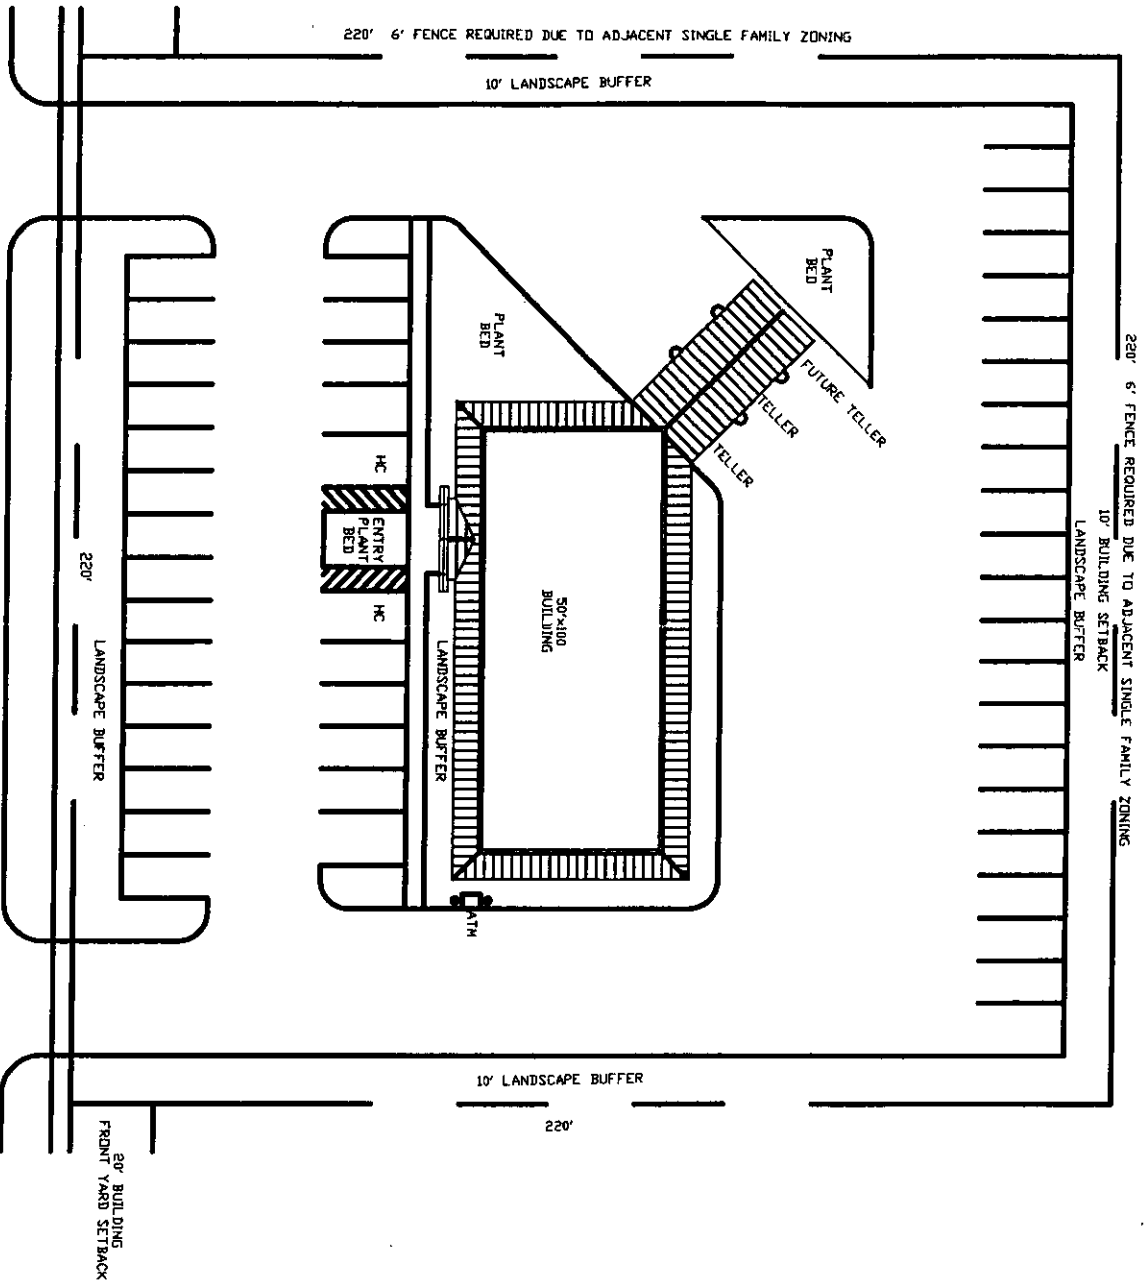 220' 6' FENCE REQUIRED DUE TO ADJACENT SINGLE FAMILY ZONING
10' LANDSCAPE BUFFER
220' 6' FENCE REQUIRED DUE TO ADJACENT SINGLE FAMILY ZONING
10' BUILDING SETBACK
LANDSCAPE BUFFER
PLANT
BED
FUTURE TELLER
TELLER
TELLER
PLANT
BED
HC
ENTRY
PLANT
BED
HC
50'x100
BUILDING
LANDSCAPE BUFFER
220'
LANDSCAPE BUFFER
ATM
10' LANDSCAPE BUFFER
220'
20' BUILDING
FRONT YARD SETBACK